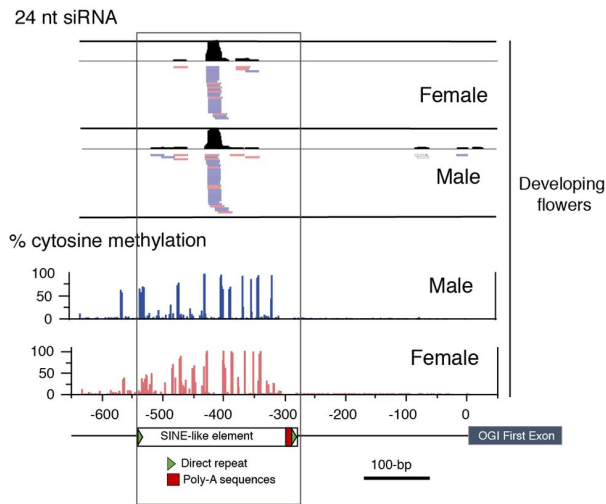 24 nt siRNA
Female
Male
Developing
flowers
% cytosine methylation
100
50
0
Male
100
50
0
Female
-600 -500 -400 -300 -200 -100 0
SINE-like element
OGI First Exon
Direct repeat
Poly-A sequences
100-bp